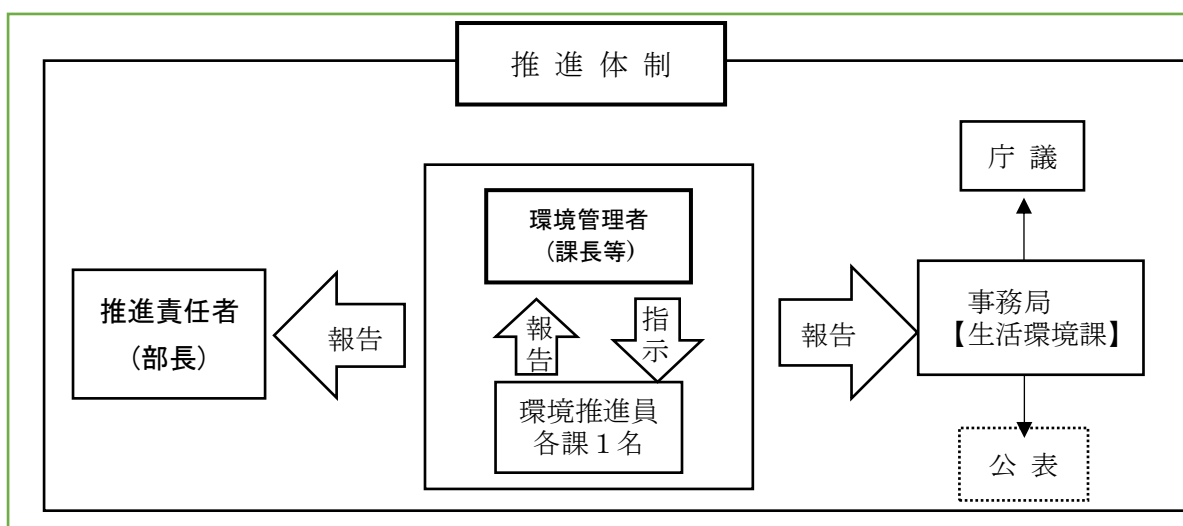 推進体制
庁議
環境管理者
(課長等)
推進責任者
(部長)
報告
報告
指示
報告
事務局
【生活環境課】
環境推進員
各課１名
公表